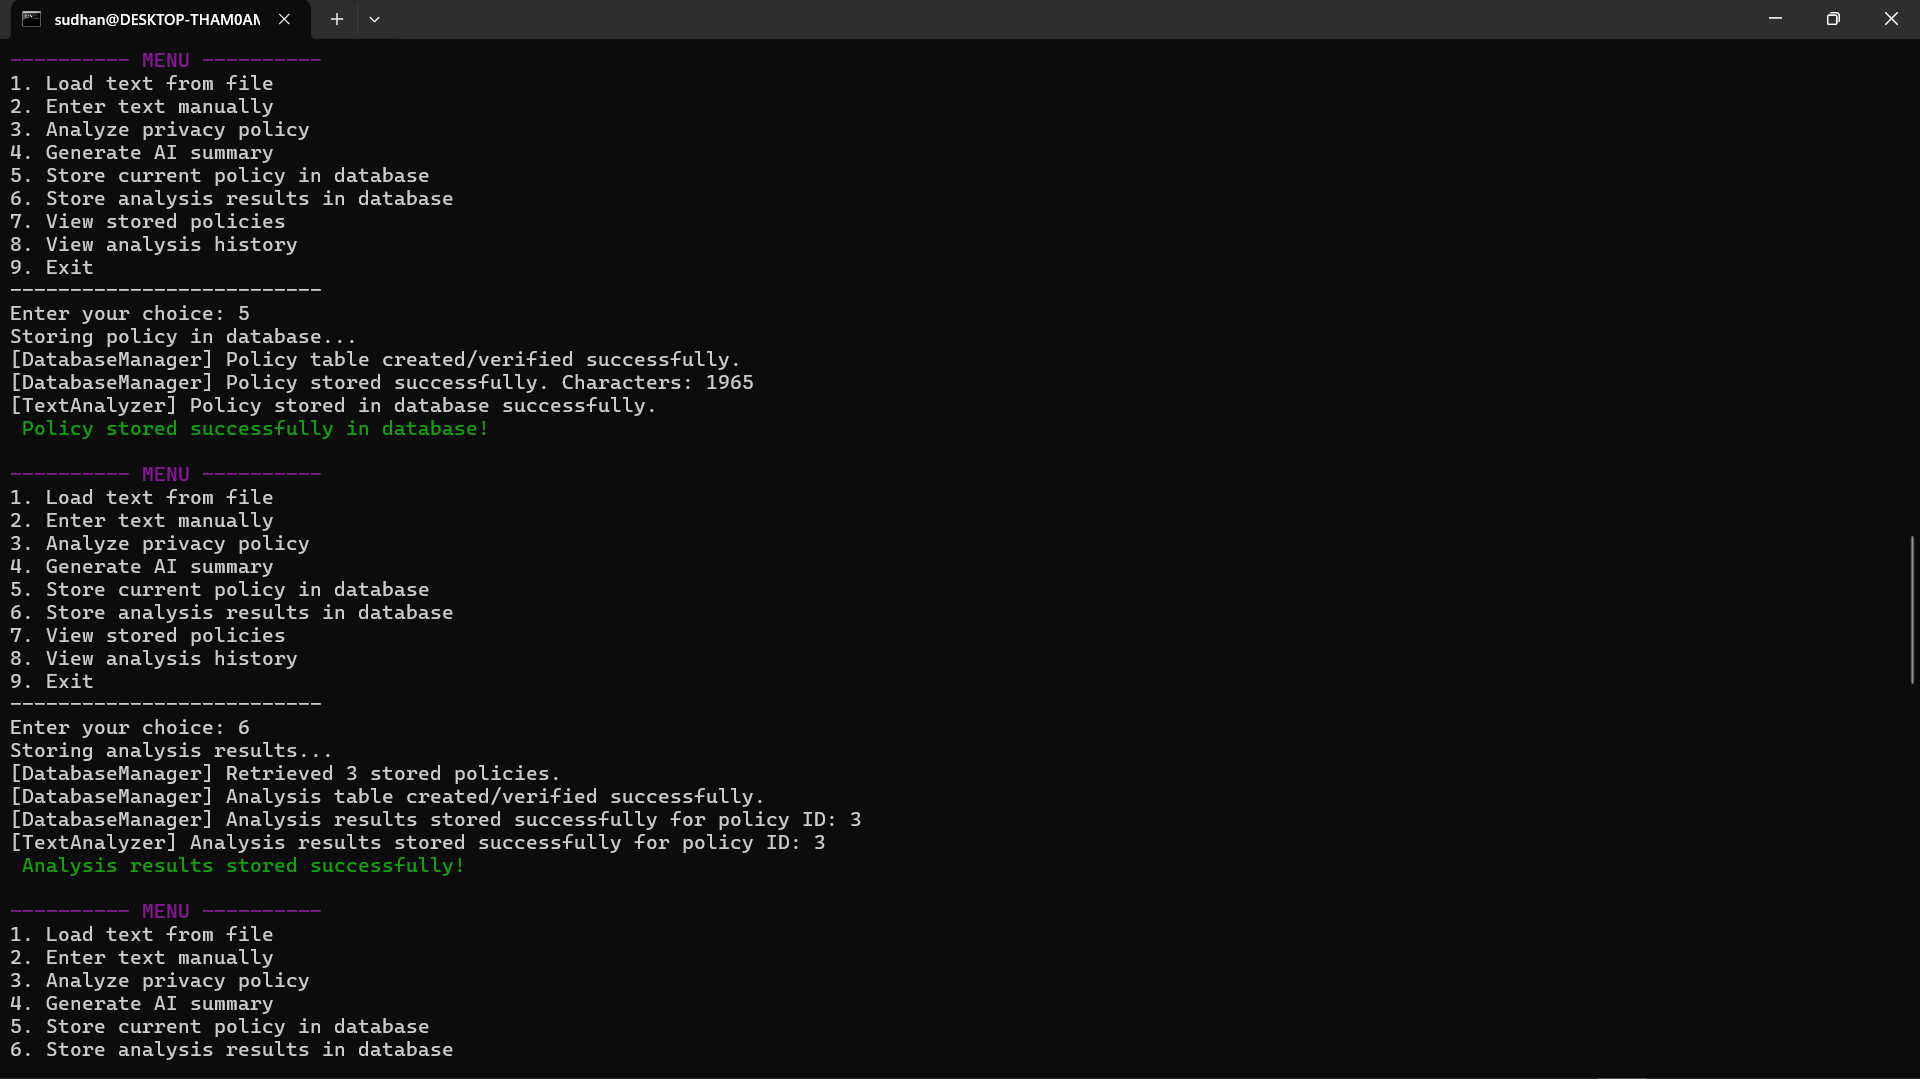 sudhan@DESKTOP-THAM0AM
---------- MENU ----------
1. Load text from file
2. Enter text manually
3. Analyze privacy policy
4. Generate AI summary
5. Store current policy in database
6. Store analysis results in database
7. View stored policies
8. View analysis history
9. Exit
--------------------------
Enter your choice: 5
Storing policy in database...
[DatabaseManager] Policy table created/verified successfully.
[DatabaseManager] Policy stored successfully. Characters: 1965
[TextAnalyzer] Policy stored in database successfully.
Policy stored successfully in database!
---------- MENU ----------
1. Load text from file
2. Enter text manually
3. Analyze privacy policy
4. Generate AI summary
5. Store current policy in database
6. Store analysis results in database
7. View stored policies
8. View analysis history
9. Exit
--------------------------
Enter your choice: 6
Storing analysis results...
[DatabaseManager] Retrieved 3 stored policies.
[DatabaseManager] Analysis table created/verified successfully.
[DatabaseManager] Analysis results stored successfully for policy ID: 3
[TextAnalyzer] Analysis results stored successfully for policy ID: 3
Analysis results stored successfully!
---------- MENU ----------
1. Load text from file
2. Enter text manually
3. Analyze privacy policy
4. Generate AI summary
5. Store current policy in database
6. Store analysis results in database